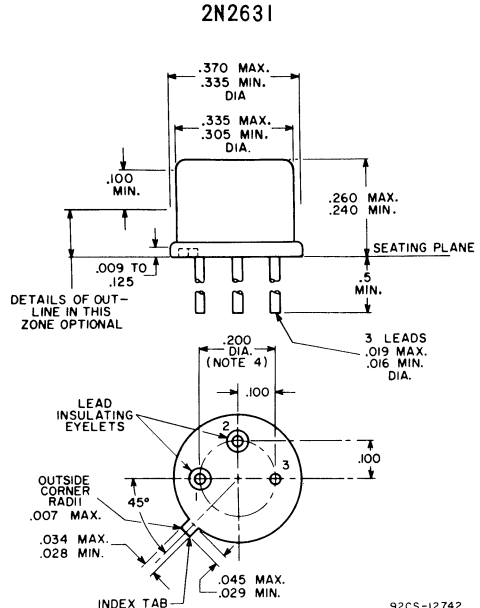 2N2631
.370 MAX.
.335 MIN.
DIA
.335 MAX.
.305 MIN.
DIA.
.100
MIN.
.260 MAX.
.240 MIN.
SEATING PLANE
.009 TO
.125
.5
MIN.
DETAILS OF OUT-
LINE IN THIS
ZONE OPTIONAL
.200
DIA.
(NOTE 4)
3 LEADS
.019 MAX.
.016 MIN.
DIA.
.100
LEAD
INSULATING
EYELETS
2
3
1
.100
OUTSIDE
CORNER
RADII
.007 MAX.
45°
.034 MAX.
.028 MIN.
.045 MAX.
.029 MIN.
INDEX TAB
92CS-12742